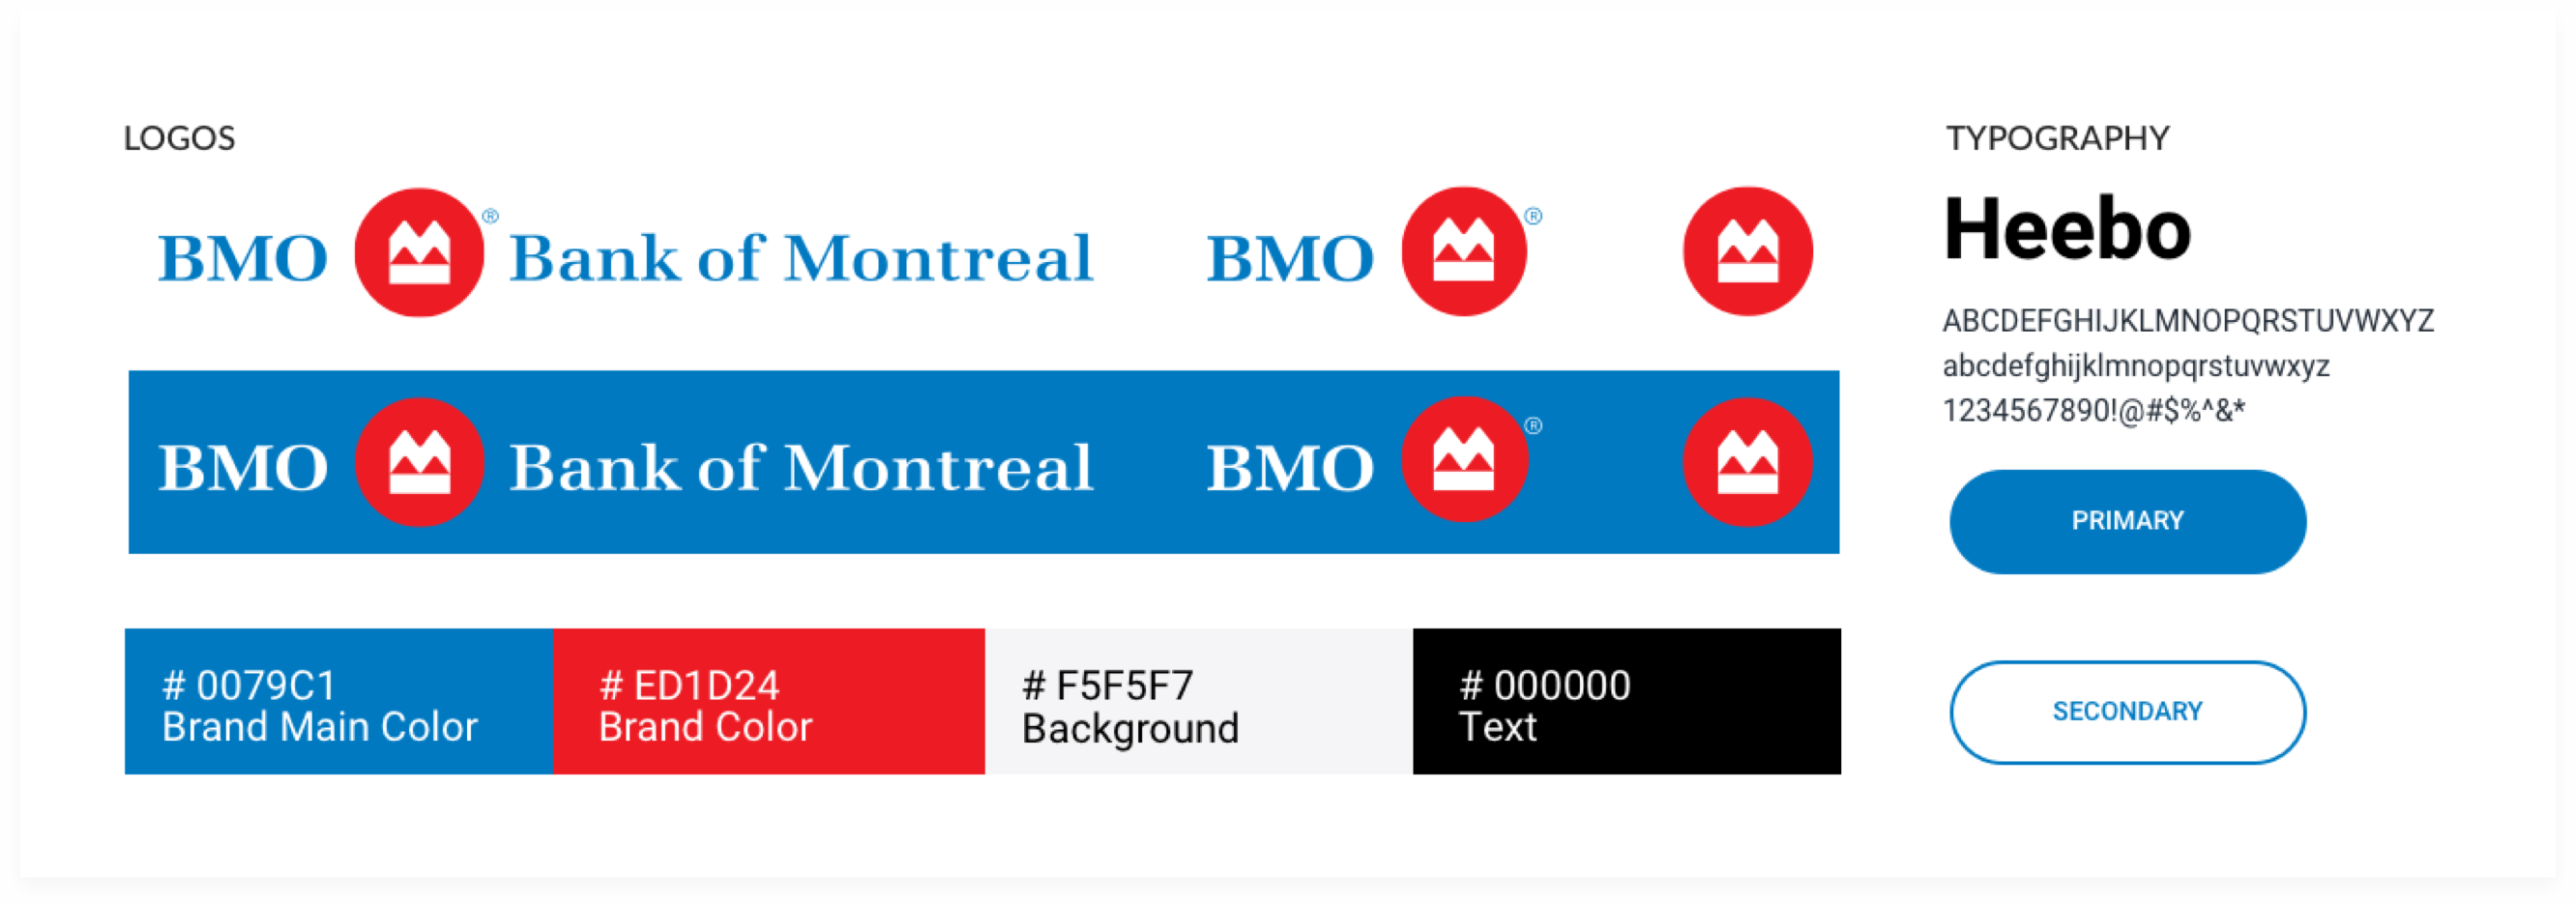 LOGOS
BMO ® Bank of Montreal
BMO ®
BMO Bank of Montreal
BMO ®
# 0079C1
Brand Main Color
# ED1D24
Brand Color
# F5F5F7
Background
# 000000
Text
TYPOGRAPHY
Heebo
ABCDEFGHIJKLMNOPQRSTUVWXYZ
abcdefghijklmnopqrstuvwxyz
1234567890!@#$%^&*
PRIMARY
SECONDARY